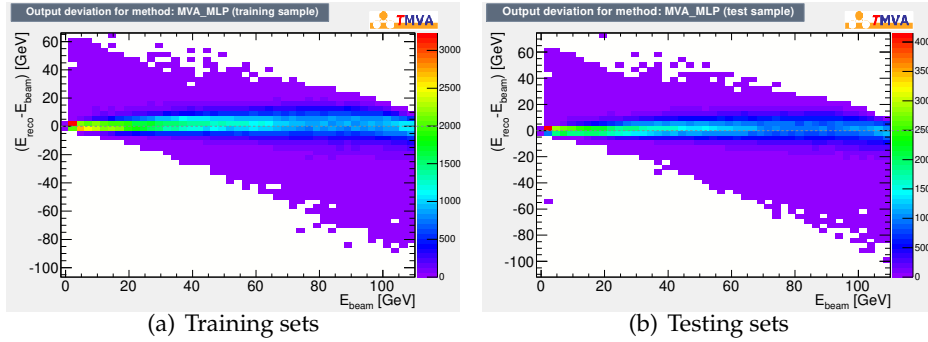 Output deviation for method: MVA_MLP (training sample)
TMVA
(E_reco-E_beam) [GeV]
60
40
20
0
-20
-40
-60
-80
-100
0 20 40 60 80 100
E_beam [GeV]
3000
2500
2000
1500
1000
500
0
(a) Training sets
Output deviation for method: MVA_MLP (test sample)
TMVA
(E_reco-E_beam) [GeV]
60
40
20
0
-20
-40
-60
-80
-100
0 20 40 60 80 100
E_beam [GeV]
400
350
300
250
200
150
100
50
0
(b) Testing sets